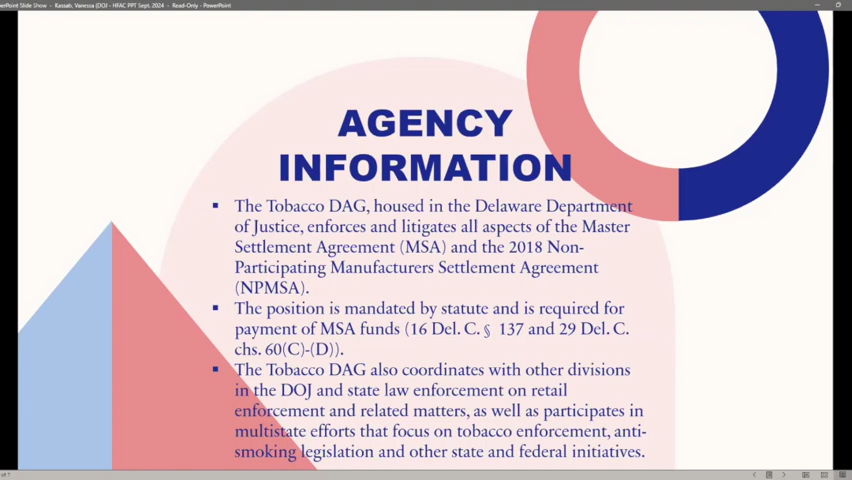 PowerPoint Slide Show - Kassab, Vanessa (DOJ - HFAC PPT Sept. 2024 - Read-Only - PowerPoint
AGENCY
INFORMATION
▪ The Tobacco DAG, housed in the Delaware Department
of Justice, enforces and litigates all aspects of the Master
Settlement Agreement (MSA) and the 2018 Non-
Participating Manufacturers Settlement Agreement
(NPMSA).
▪ The position is mandated by statute and is required for
payment of MSA funds (16 Del. C. § 137 and 29 Del. C.
chs. 60(C)-(D)).
▪ The Tobacco DAG also coordinates with other divisions
in the DOJ and state law enforcement on retail
enforcement and related matters, as well as participates in
multistate efforts that focus on tobacco enforcement, anti-
smoking legislation and other state and federal initiatives.
of 7